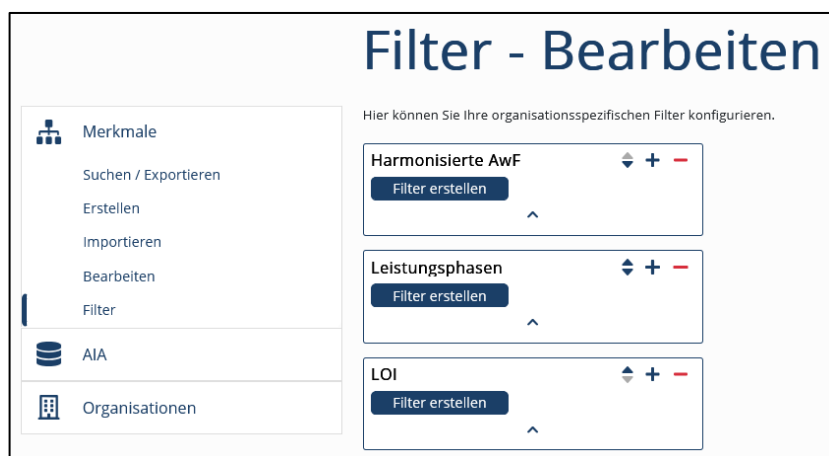 Filter - Bearbeiten
Hier können Sie Ihre organisationsspezifischen Filter konfigurieren.
Merkmale
Suchen / Exportieren
Erstellen
Importieren
Bearbeiten
Filter
AIA
Organisationen
Harmonisierte AwF
Filter erstellen
Leistungsphasen
Filter erstellen
LOI
Filter erstellen